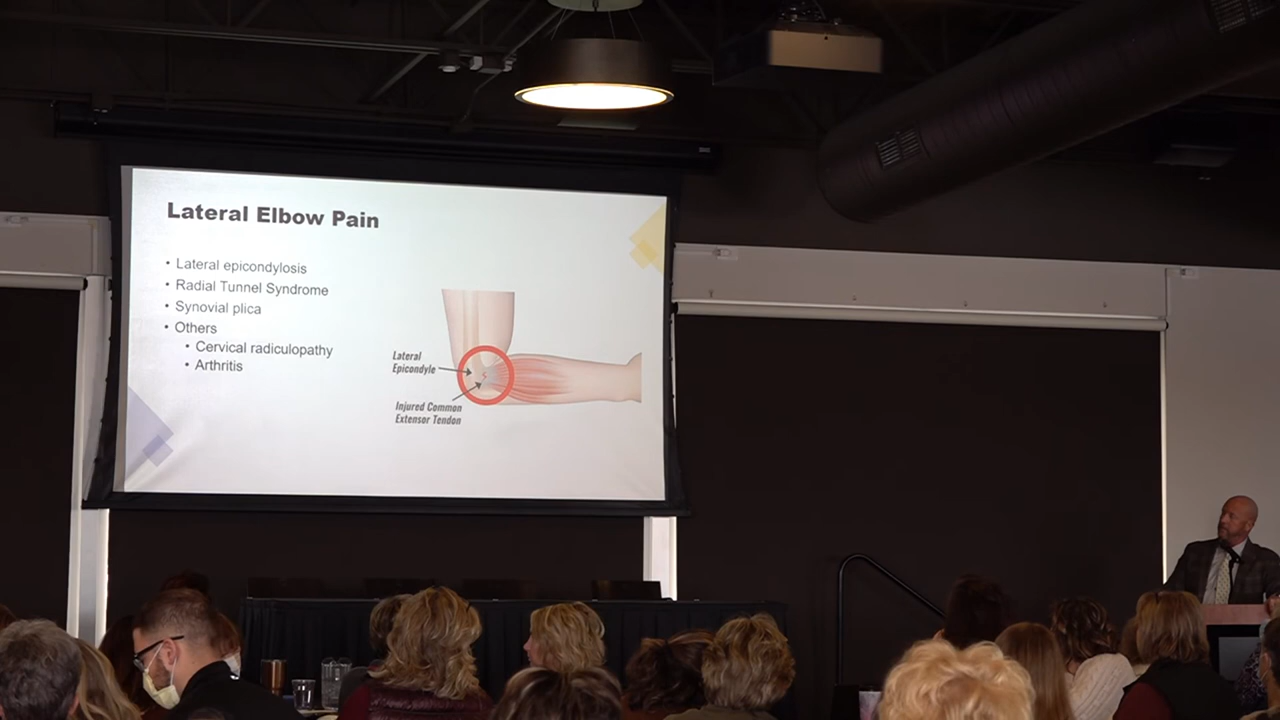 Lateral Elbow Pain
• Lateral epicondylosis
• Radial Tunnel Syndrome
• Synovial plica
• Others
• Cervical radiculopathy
• Arthritis
Lateral
Epicondyle
Injured Common
Extensor Tendon